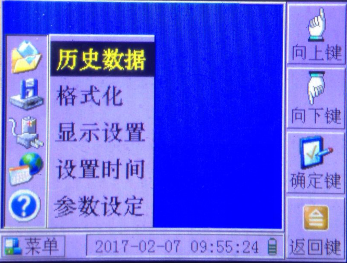 历史数据
格式化
显示设置
设置时间
参数设定
向上键
向下键
确定键
返回键
菜单
2017-02-07 09:55:24